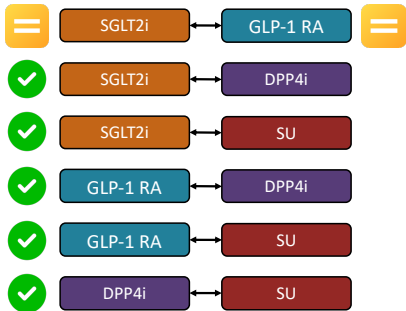 SGLT2i GLP-1 RA
SGLT2i DPP4i
SGLT2i SU
GLP-1 RA DPP4i
GLP-1 RA SU
DPP4i SU